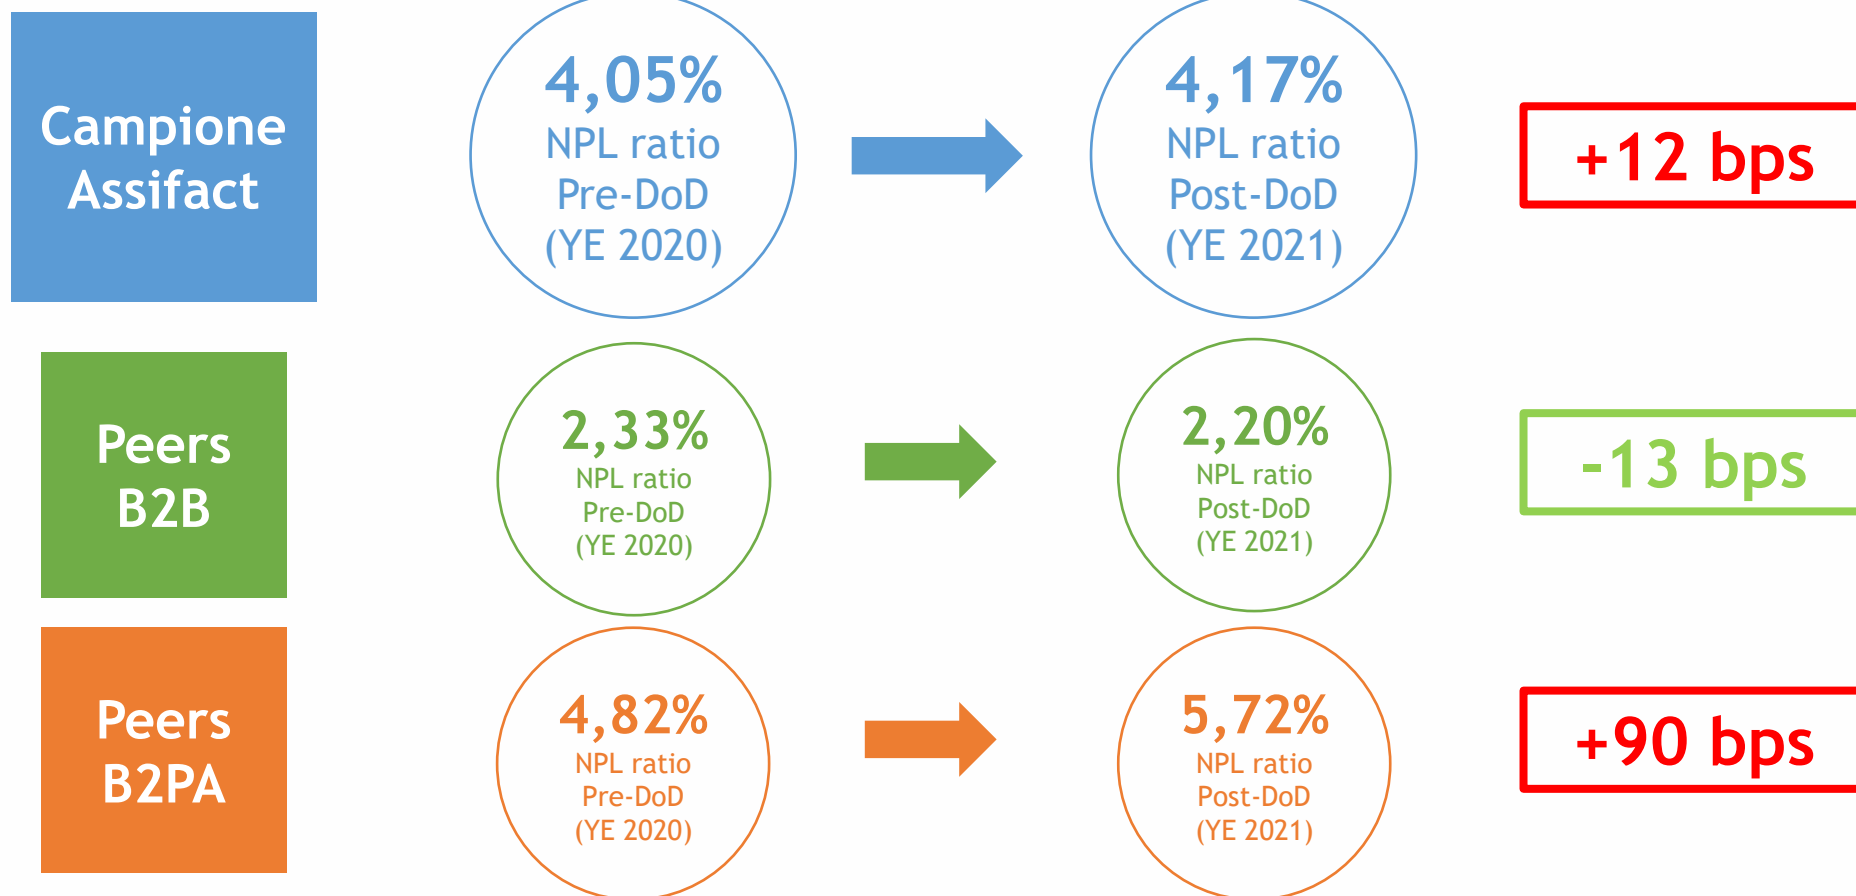 Campione
Assifact
4,05%
NPL ratio
Pre-DoD
(YE 2020)
4,17%
NPL ratio
Post-DoD
(YE 2021)
+12 bps
Peers
B2B
2,33%
NPL ratio
Pre-DoD
(YE 2020)
2,20%
NPL ratio
Post-DoD
(YE 2021)
-13 bps
Peers
B2PA
4,82%
NPL ratio
Pre-DoD
(YE 2020)
5,72%
NPL ratio
Post-DoD
(YE 2021)
+90 bps